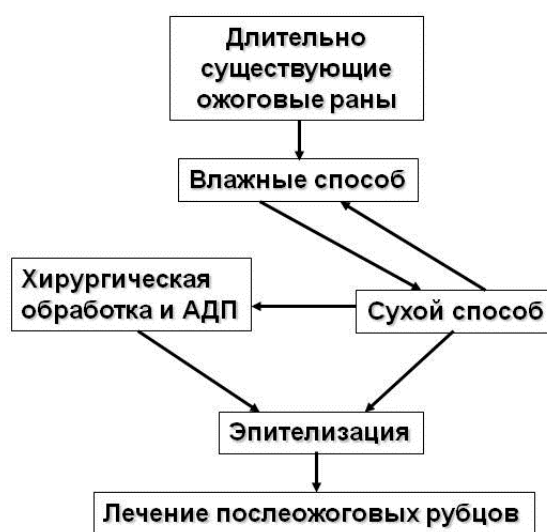 Длительно
существующие
ожоговые раны
Влажные способ
Хирургическая
обработка и АДП
Сухой способ
Эпителизация
Лечение послеожоговых рубцов